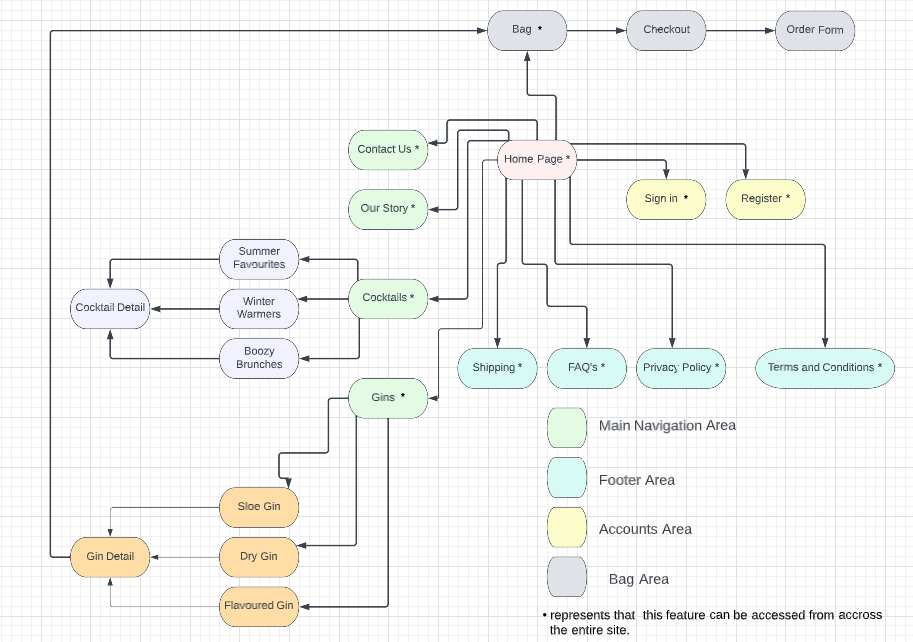 Bag *
Checkout
Order Form
Contact Us *
Home Page *
Our Story *
Sign in *
Register *
Summer
Favourites
Cocktail Detail
Winter
Warmers
Cocktails *
Boozy
Brunches
Shipping *
FAQ's *
Privacy Policy *
Terms and Conditions *
Gins *
Main Navigation Area
Footer Area
Sloe Gin
Accounts Area
Gin Detail
Dry Gin
Bag Area
Flavoured Gin
• represents that this feature can be accessed from accross
the entire site.